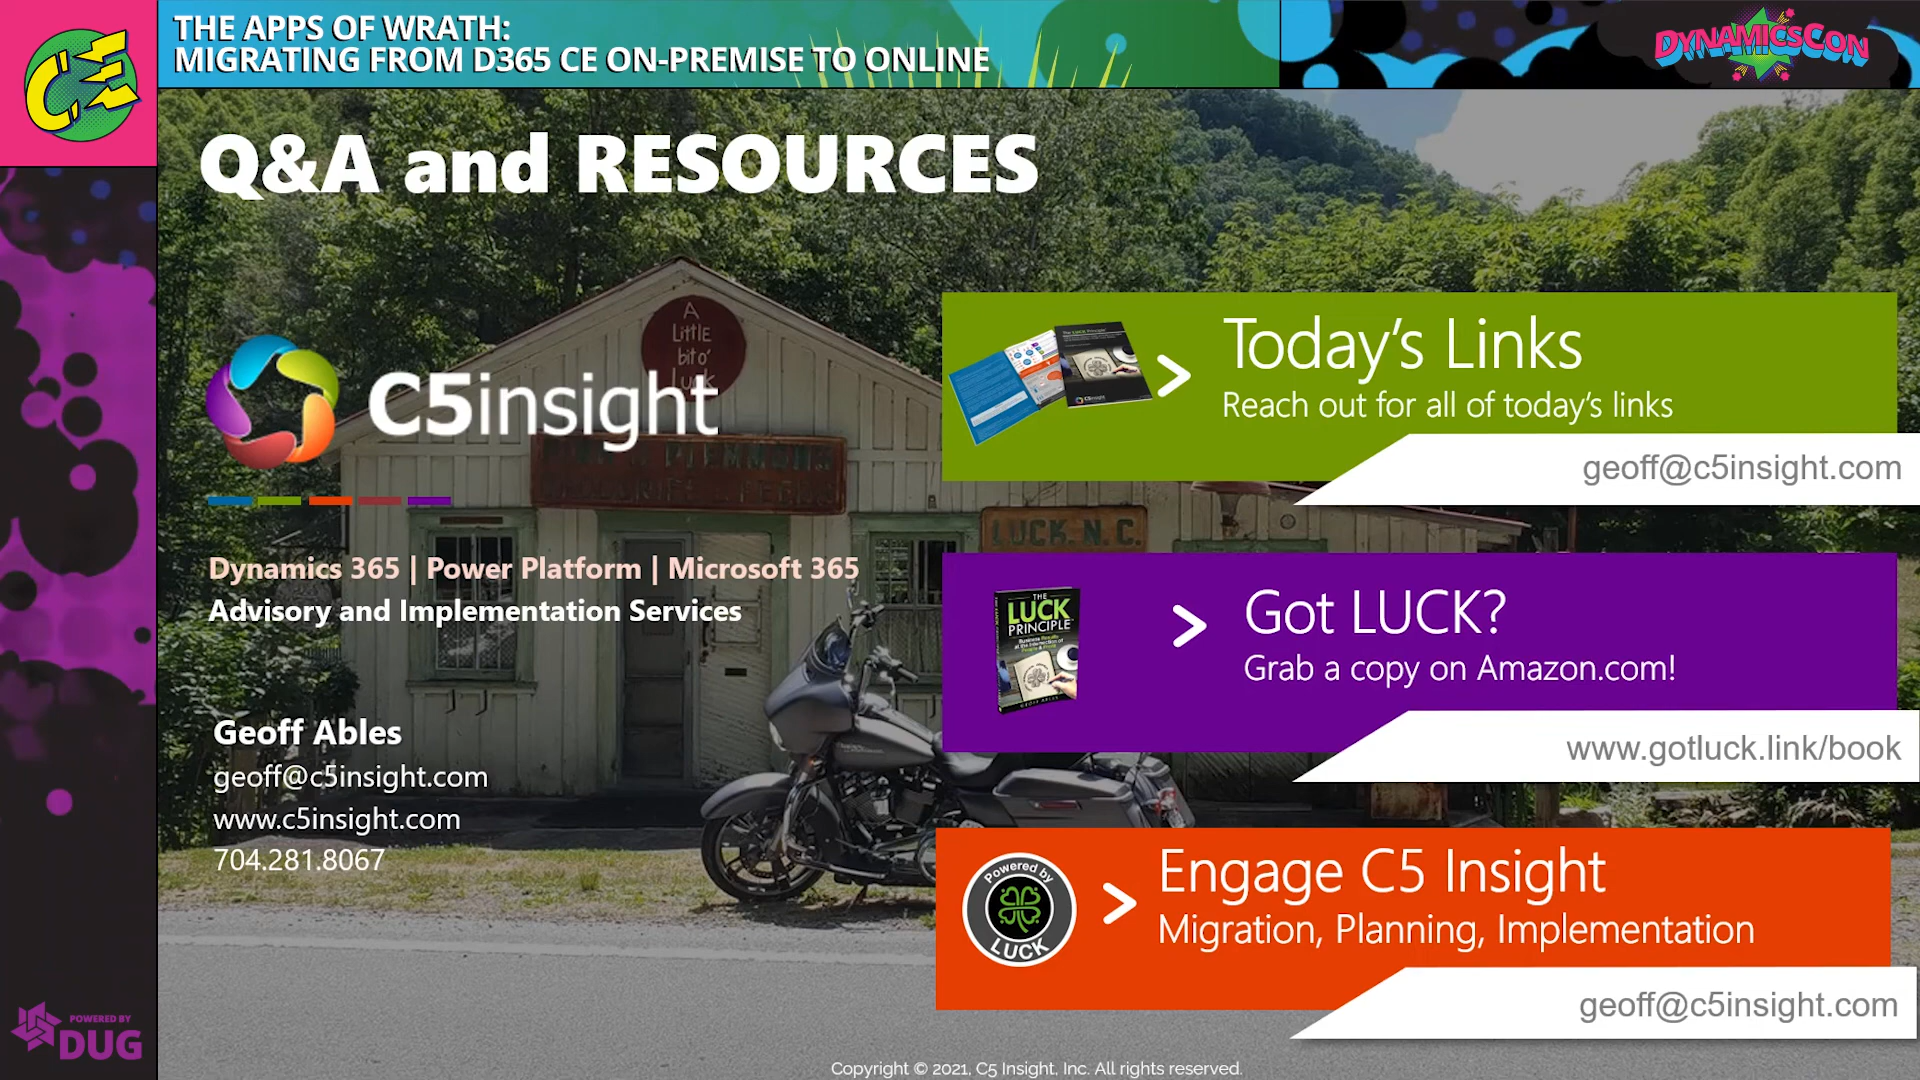 CE
THE APPS OF WRATH:
MIGRATING FROM D365 CE ON-PREMISE TO ONLINE
DYNAMICSCON
Q&A and RESOURCES
A
Little
bit o'
Luck
C5insight
LUCK. N.C.
Dynamics 365 | Power Platform | Microsoft 365
Advisory and Implementation Services
Geoff Ables
geoff@c5insight.com
www.c5insight.com
704.281.8067
Today's Links
Reach out for all of today's links
geoff@c5insight.com
THE
LUCK
PRINCIPLE
Got LUCK?
Grab a copy on Amazon.com!
www.gotluck.link/book
Powered by
LUCK
Engage C5 Insight
Migration, Planning, Implementation
geoff@c5insight.com
POWERED BY
DUG
Copyright © 2021, C5 Insight, Inc. All rights reserved.